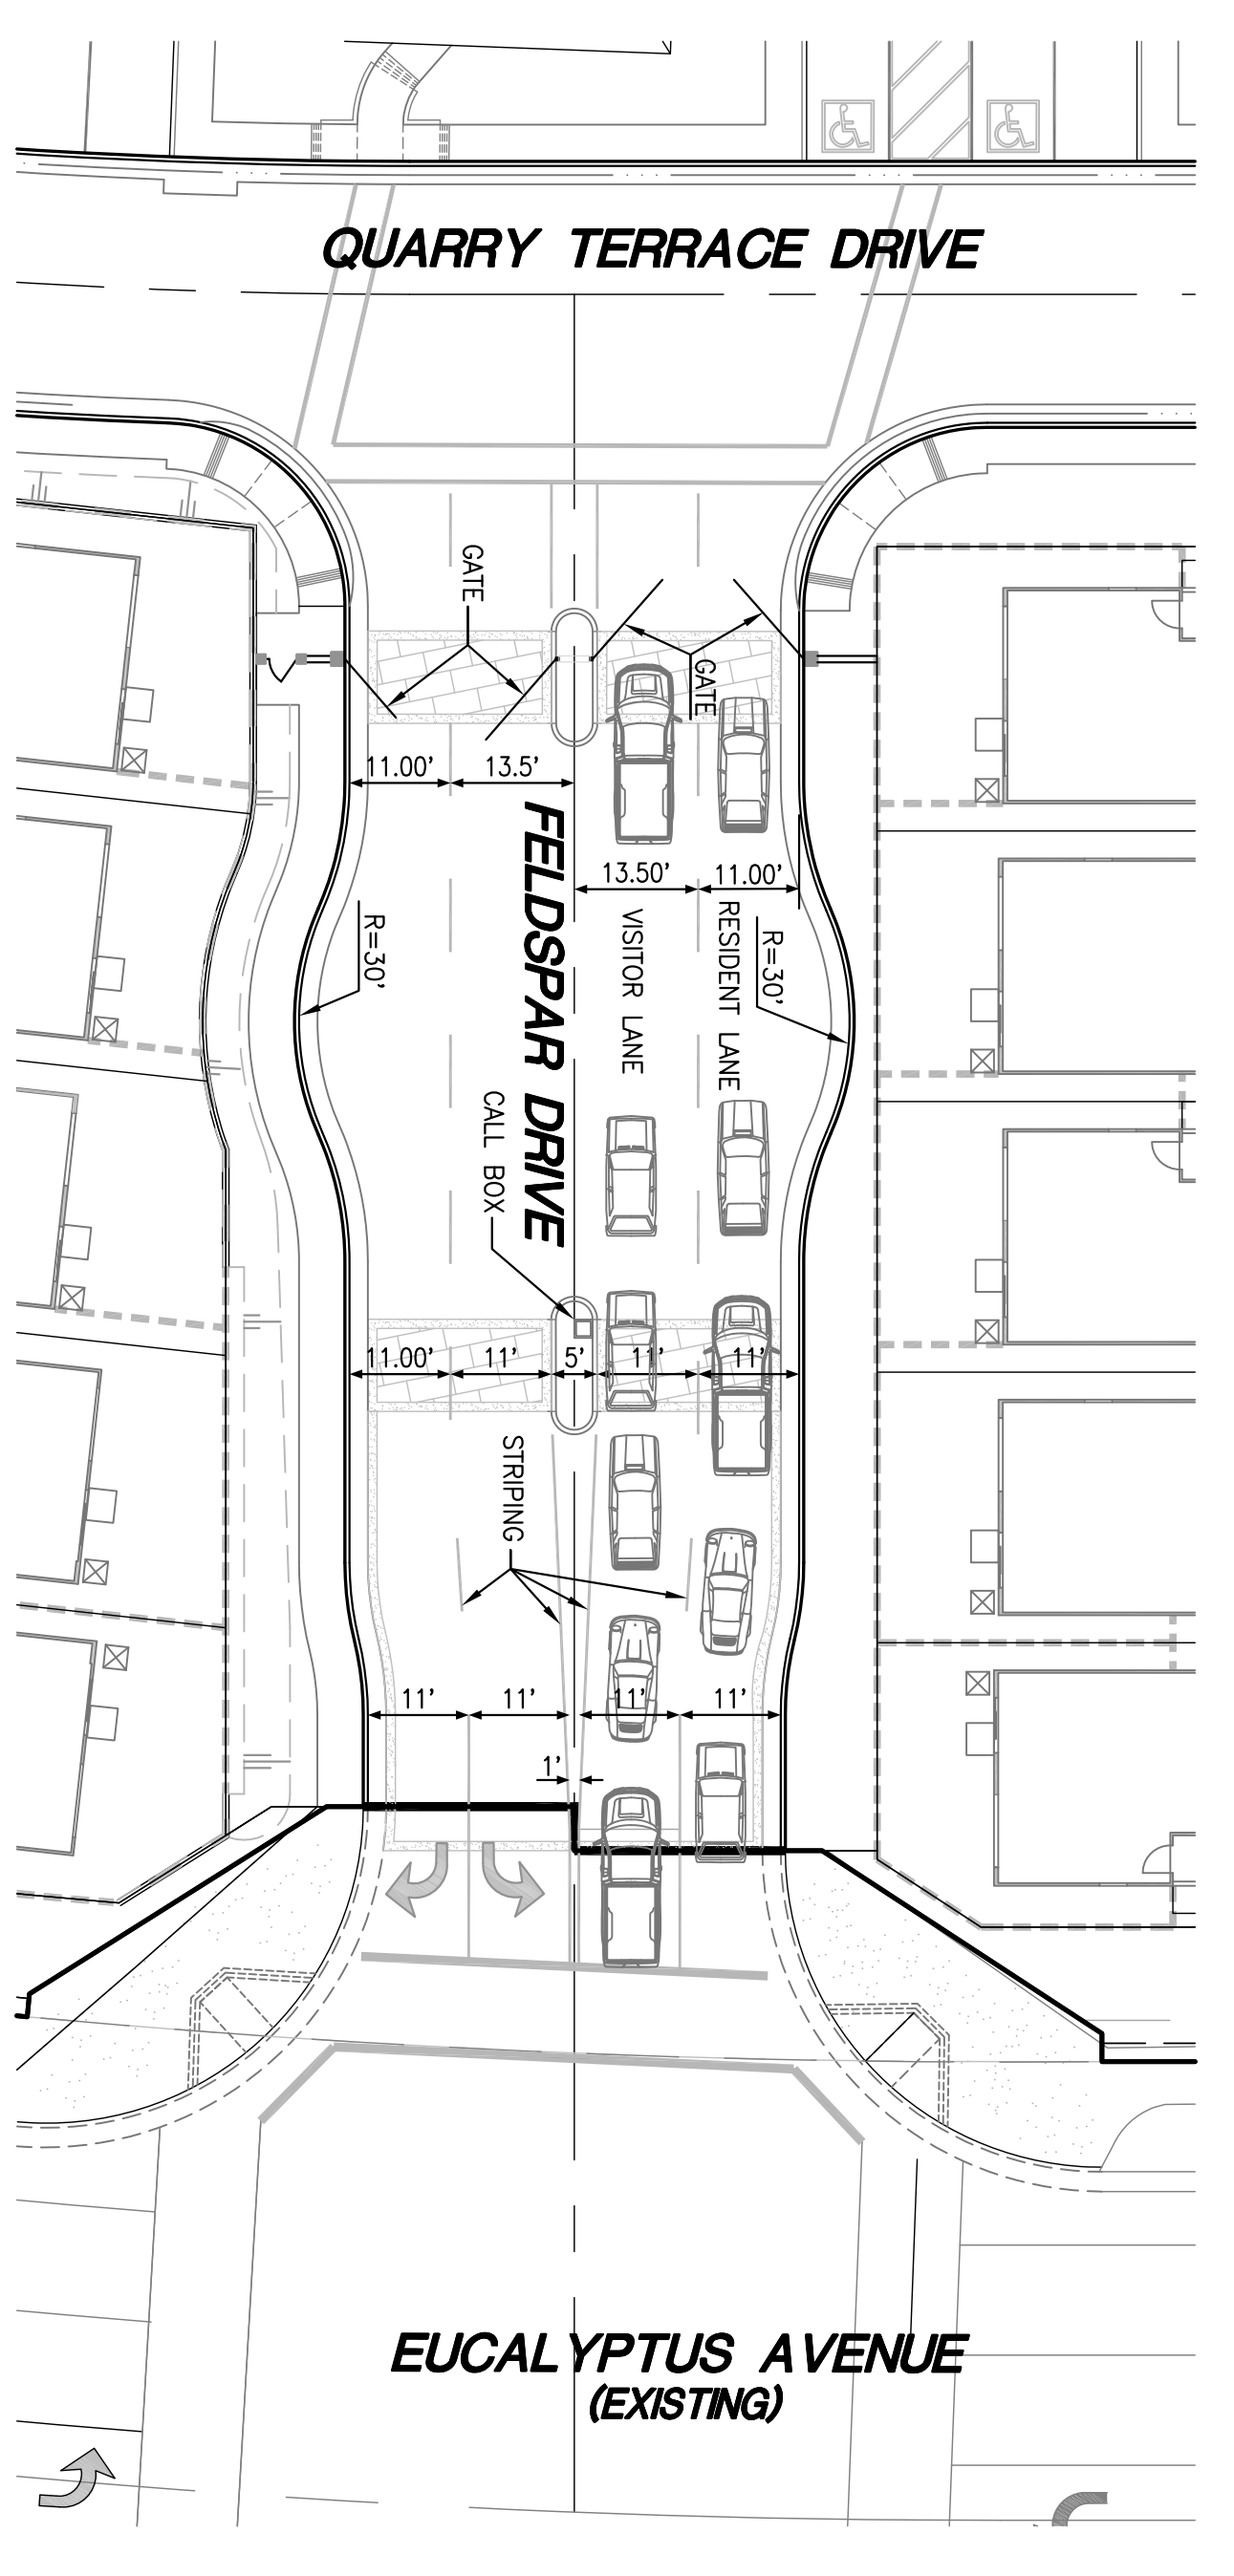 QUARRY TERRACE DRIVE
GATE
GATE
11.00'
13.5'
13.50'
11.00'
FELDSPAR DRIVE
VISITOR LANE
RESIDENT LANE
R=30'
R=30'
CALL BOX
11.00'
11'
5'
11'
11'
STRIPING
11'
11'
11'
11'
1'
EUCALYPTUS AVENUE
(EXISTING)